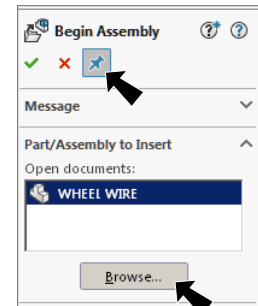 Begin Assembly
Message
Part/Assembly to Insert
Open documents:
WHEEL WIRE
Browse...